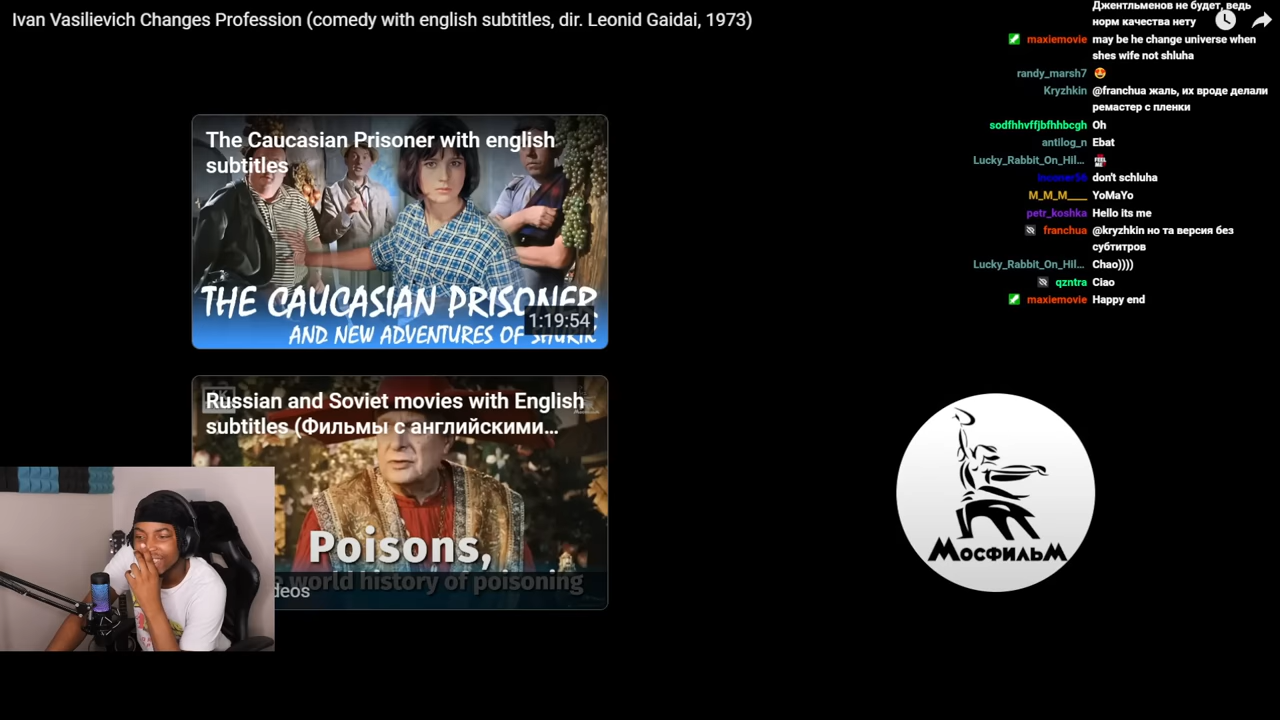 Ivan Vasilievich Changes Profession (comedy with english subtitles, dir. Leonid Gaidai, 1973)
The Caucasian Prisoner with english
subtitles
THE CAUCASIAN PRISONER
AND NEW ADVENTURES OF SHURIK
1:19:54
Russian and Soviet movies with English
subtitles (Фильмы с английскими...
Poisons,
world history of poisoning
Джентльменов не будет, ведь
норм качества нету
maxiemovie may be he change universe when
shes wife not shluha
randy_marsh7
Kryzhkin @franchua жаль, их вроде делали
ремастер с пленки
sodfhhvffjbfhhbcgh Oh
antilog_n Ebat
Lucky_Rabbit_On_Hil...
don't schluha
M_M_M____ YoMaYo
petr_koshka Hello its me
franchua @kryzhkin но та версия без
субтитров
Lucky_Rabbit_On_Hil... Chao))))
qzntra Ciao
maxiemovie Happy end
МОСФИЛЬМ